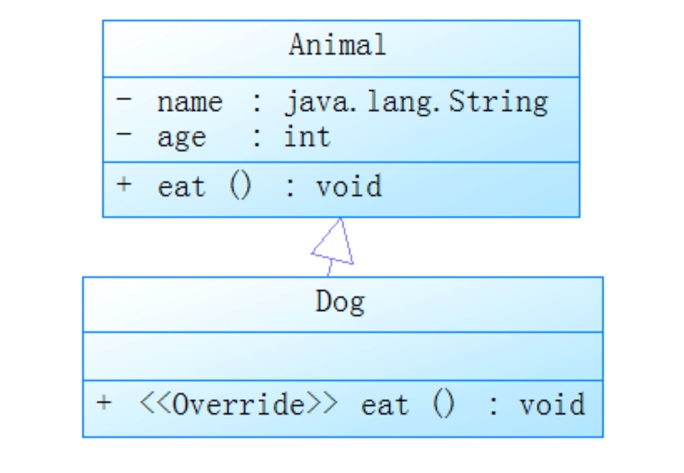 Animal
- name : java.lang.String
- age : int
+ eat () : void
Dog
+ <<Override>> eat () : void